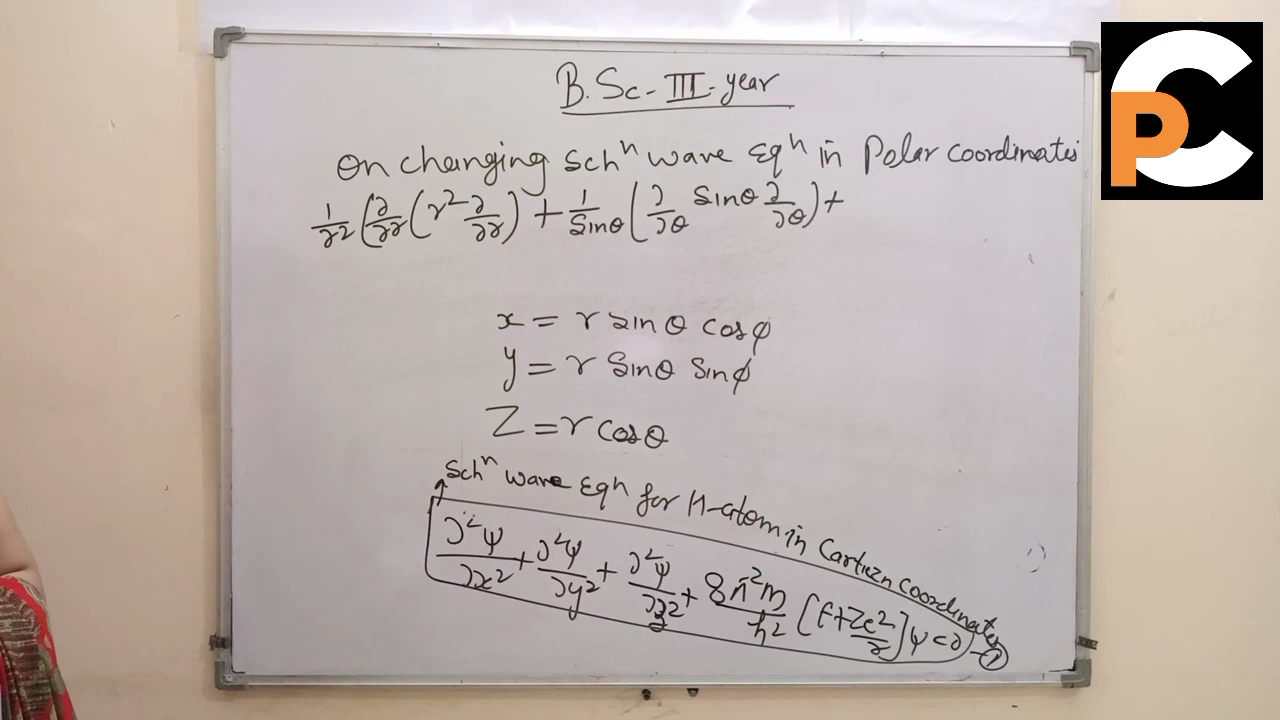 B.Sc-III-year
On changing Schⁿ wave Eqⁿ in Polar coordinates
1/r² (∂/∂r (r² ∂/∂r) + 1/Sinθ (∂/∂θ Sinθ ∂/∂θ) +
x = r Sinθ cosφ
y = r Sinθ Sinφ
Z = r cosθ
Schⁿ wave Eqⁿ for H-atom in Cartizn coordinates
∂²ψ/∂x² + ∂²ψ/∂y² + ∂²ψ/∂z² + 8π²m/h² [E+Ze²/r] ψ = 0 -①
PC